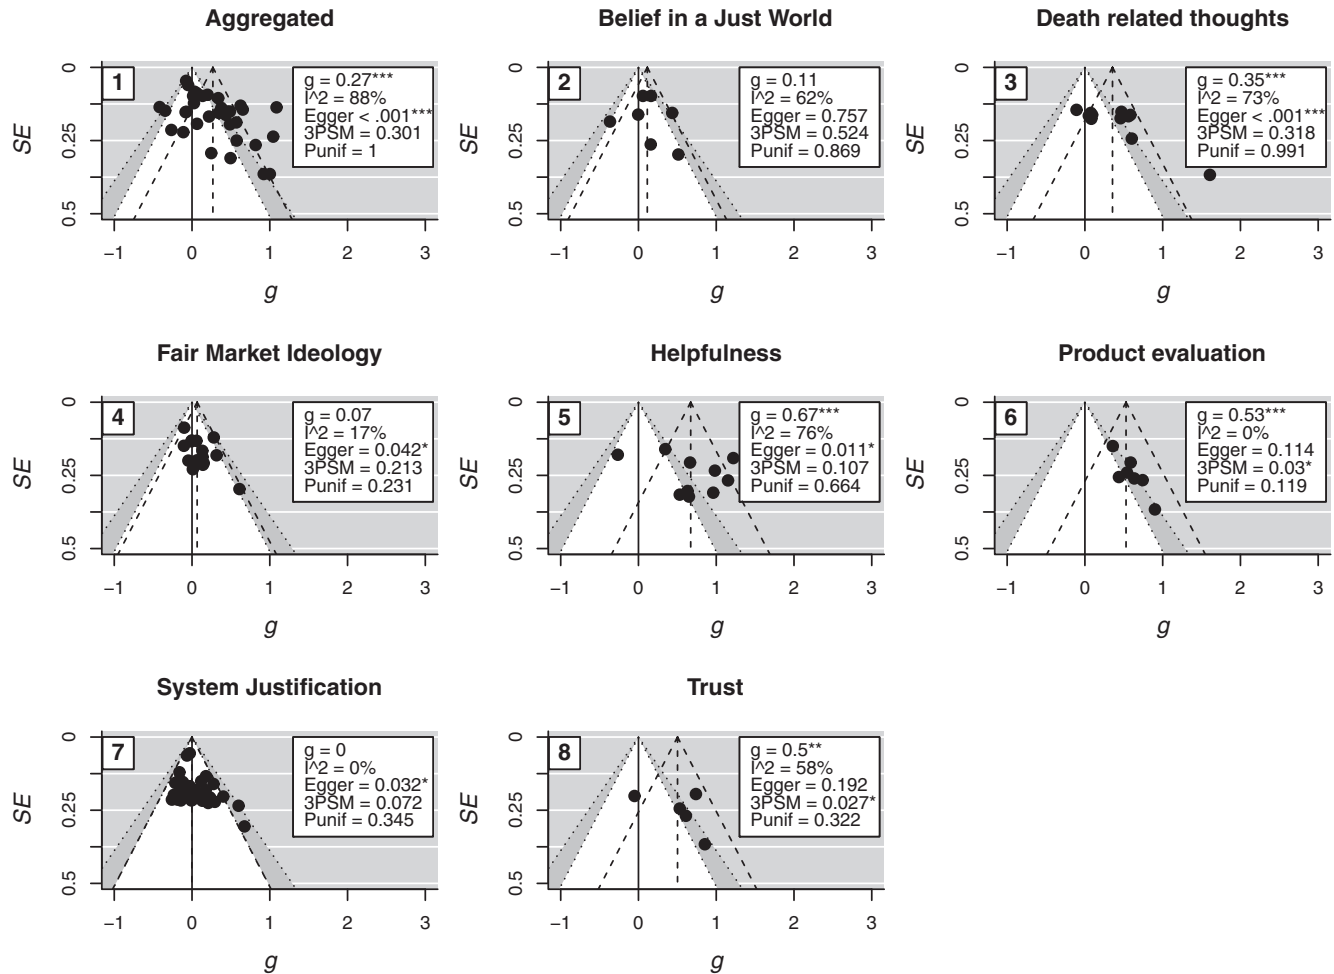 Aggregated
1
g = 0.27***
I^2 = 88%
Egger < .001***
3PSM = 0.301
Punif = 1
SE
0
0.25
0.5
−1 0 1 2 3
g
Belief in a Just World
2
g = 0.11
I^2 = 62%
Egger = 0.757
3PSM = 0.524
Punif = 0.869
SE
0
0.25
0.5
−1 0 1 2 3
g
Death related thoughts
3
g = 0.35***
I^2 = 73%
Egger < .001***
3PSM = 0.318
Punif = 0.991
SE
0
0.25
0.5
−1 0 1 2 3
g
Fair Market Ideology
4
g = 0.07
I^2 = 17%
Egger = 0.042*
3PSM = 0.213
Punif = 0.231
SE
0
0.25
0.5
−1 0 1 2 3
g
Helpfulness
5
g = 0.67***
I^2 = 76%
Egger = 0.011*
3PSM = 0.107
Punif = 0.664
SE
0
0.25
0.5
−1 0 1 2 3
g
Product evaluation
6
g = 0.53***
I^2 = 0%
Egger = 0.114
3PSM = 0.03*
Punif = 0.119
SE
0
0.25
0.5
−1 0 1 2 3
g
System Justification
7
g = 0
I^2 = 0%
Egger = 0.032*
3PSM = 0.072
Punif = 0.345
SE
0
0.25
0.5
−1 0 1 2 3
g
Trust
8
g = 0.5**
I^2 = 58%
Egger = 0.192
3PSM = 0.027*
Punif = 0.322
SE
0
0.25
0.5
−1 0 1 2 3
g